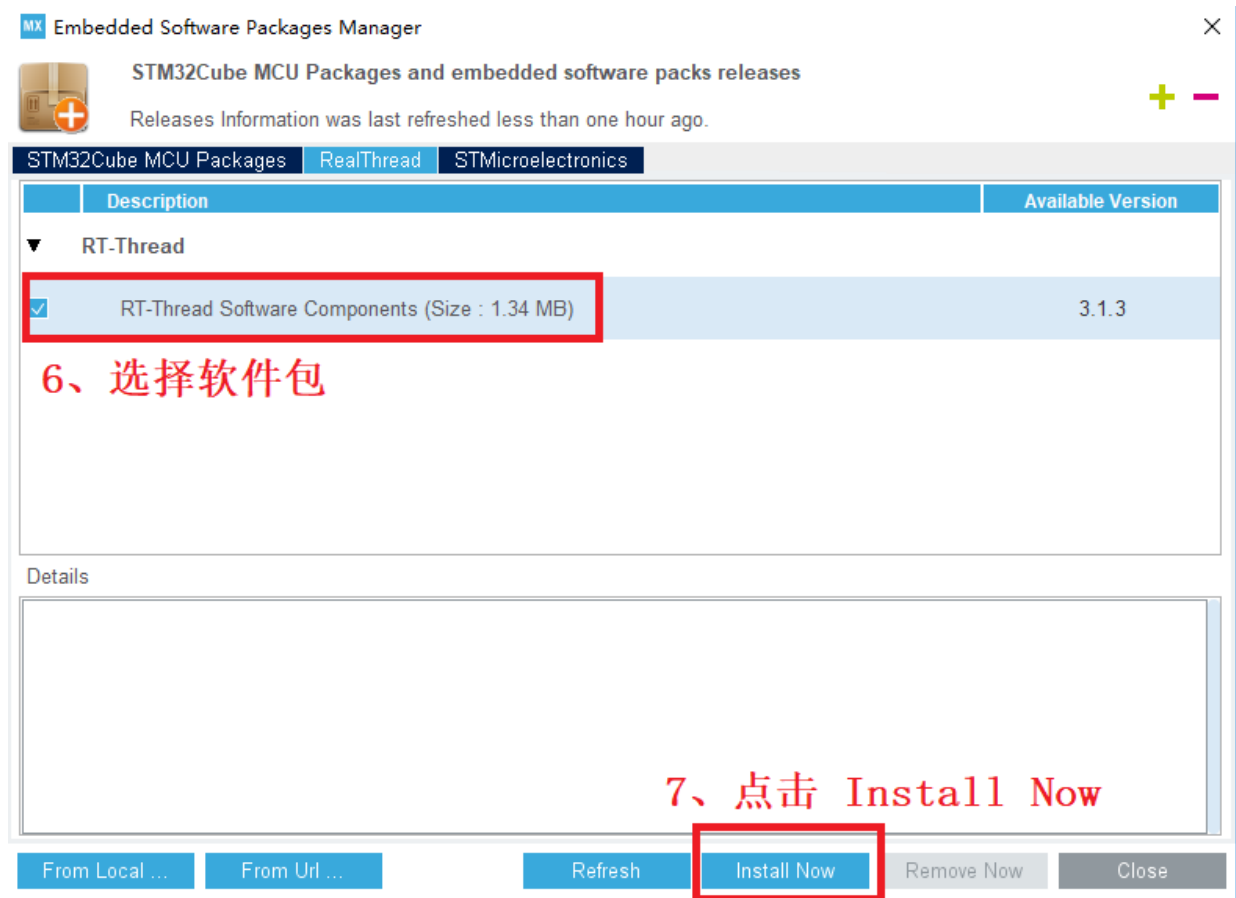 MX Embedded Software Packages Manager
STM32Cube MCU Packages and embedded software packs releases
Releases Information was last refreshed less than one hour ago.
STM32Cube MCU Packages RealThread STMicroelectronics
Description Available Version
RT-Thread
RT-Thread Software Components (Size : 1.34 MB) 3.1.3
6、选择软件包
Details
7、点击 Install Now
From Local ... From Url ... Refresh Install Now Remove Now Close